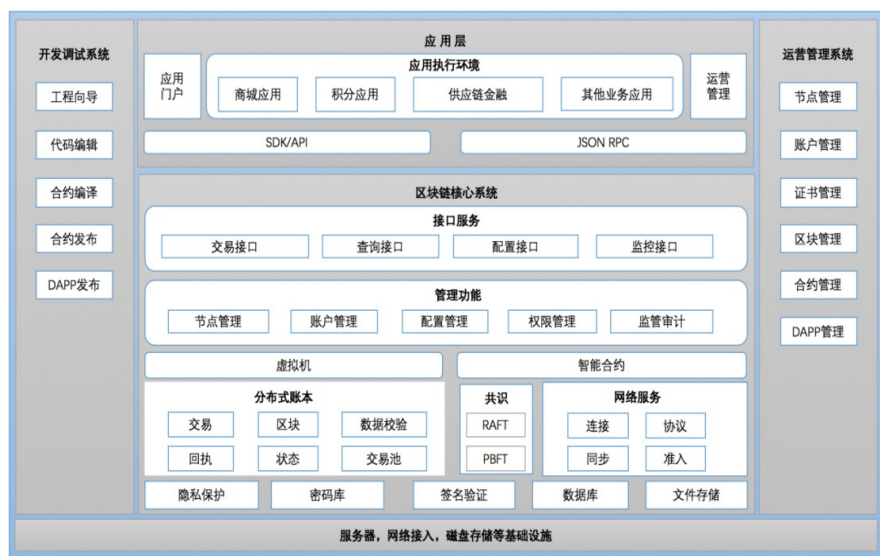 开发调试系统
工程向导
代码编辑
合约编译
合约发布
DAPP发布
应用层
应用门户
应用执行环境
商城应用
积分应用
供应链金融
其他业务应用
运营管理
SDK/API
JSON RPC
区块链核心系统
接口服务
交易接口
查询接口
配置接口
监控接口
管理功能
节点管理
账户管理
配置管理
权限管理
监管审计
虚拟机
智能合约
分布式账本
交易
区块
数据校验
回执
状态
交易池
共识
RAFT
PBFT
网络服务
连接
协议
同步
准入
隐私保护
密码库
签名验证
数据库
文件存储
运营管理系统
节点管理
账户管理
证书管理
区块管理
合约管理
DAPP管理
服务器，网络接入，磁盘存储等基础设施